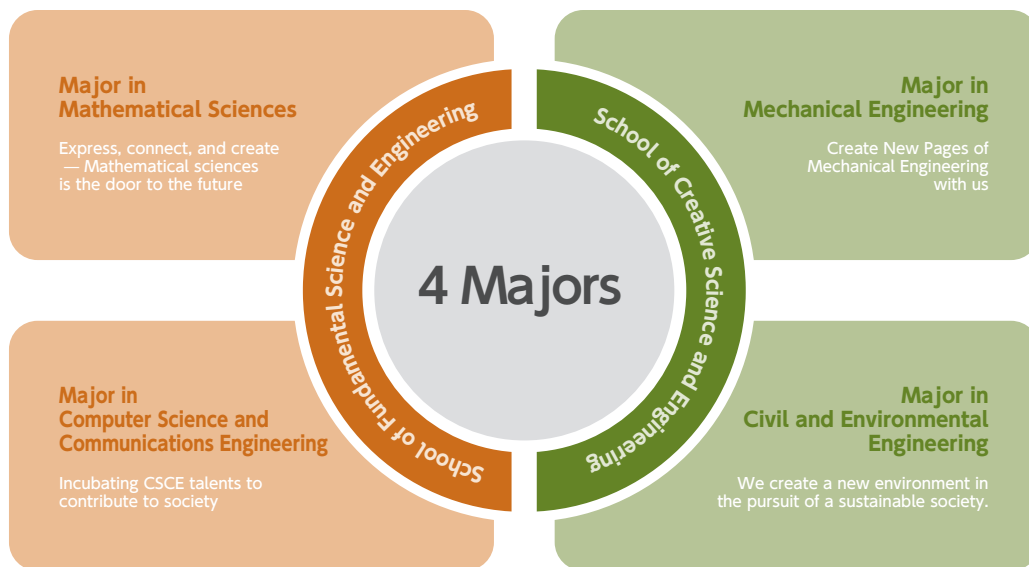 Major in
Mathematical Sciences
Express, connect, and create
— Mathematical sciences
is the door to the future
Major in
Mechanical Engineering
Create New Pages of
Mechanical Engineering
with us
School of Fundamental Science and Engineering
4 Majors
School of Creative Science and Engineering
Major in
Computer Science and
Communications Engineering
Incubating CSCE talents to
contribute to society
Major in
Civil and Environmental
Engineering
We create a new environment in
the pursuit of a sustainable society.